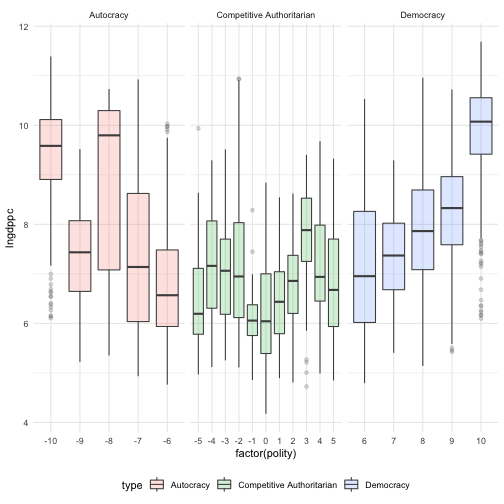 Autocracy Competitive Authoritarian Democracy
12
10
8
6
4
lngdppc
-10 -9 -8 -7 -6 -5 -4 -3 -2 -1 0 1 2 3 4 5 6 7 8 9 10
factor(polity)
type Autocracy Competitive Authoritarian Democracy